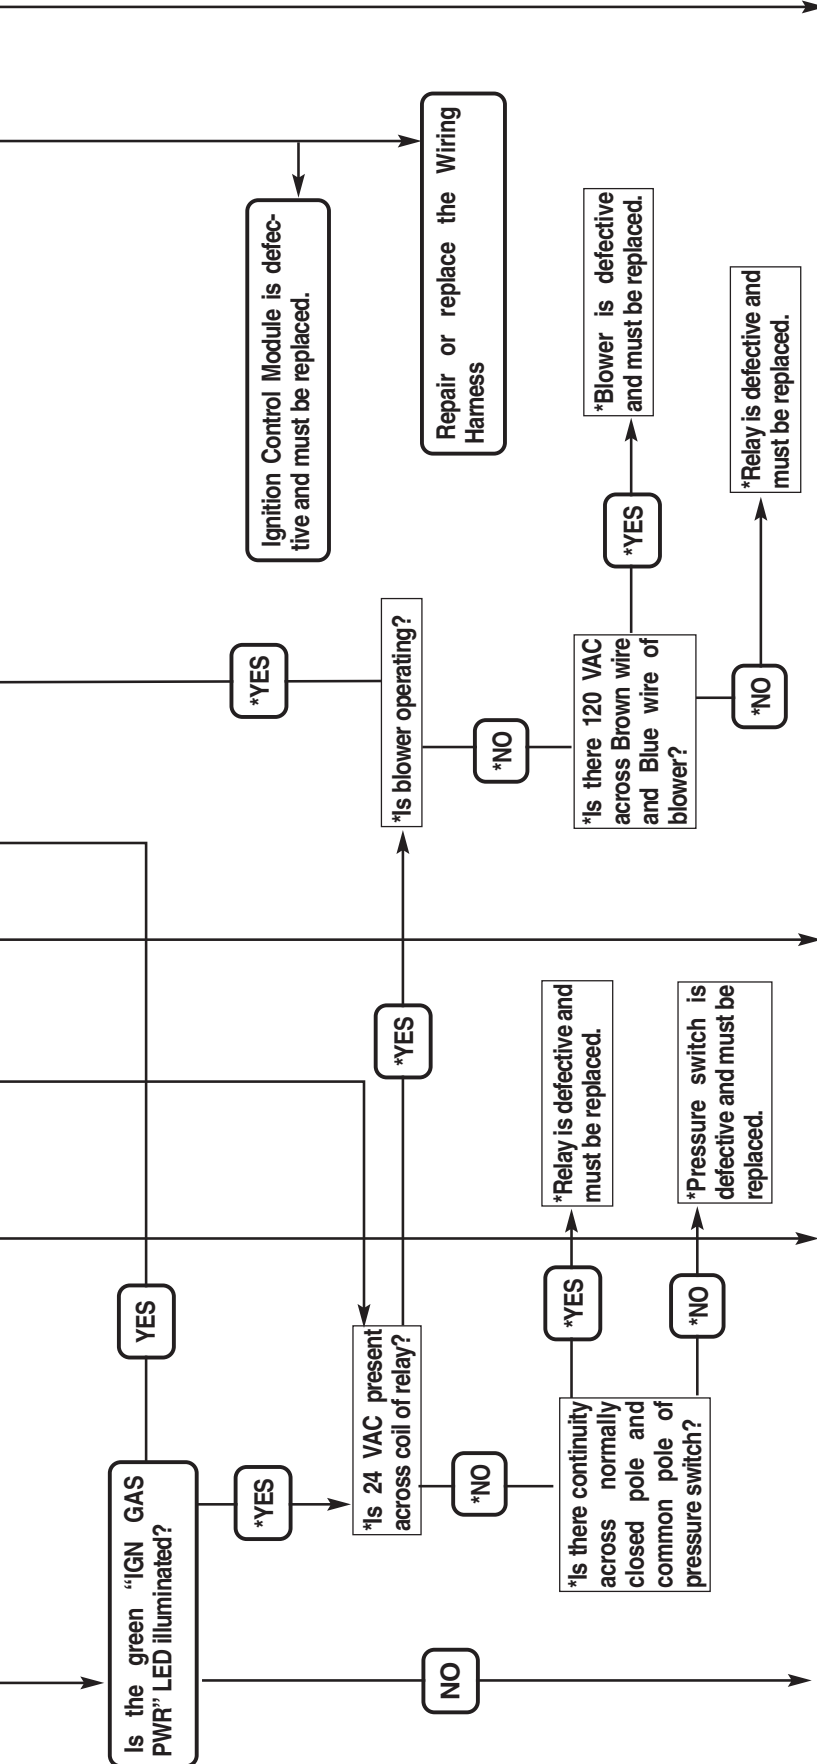 Is the green “IGN GAS
PWR” LED illuminated?
YES
*YES
NO
*Is 24 VAC present
across coil of relay?
*YES
*NO
*Is there continuity
across normally
closed pole and
common pole of
pressure switch?
*YES
*NO
*Relay is defective and
must be replaced.
*Pressure switch is
defective and must be
replaced.
*Is blower operating?
*YES
*NO
*Is there 120 VAC
across Brown wire
and Blue wire of
blower?
*YES
*NO
*Blower is defective
and must be replaced.
*Relay is defective and
must be replaced.
Ignition Control Module is defec-
tive and must be replaced.
Repair or replace the Wiring
Harness